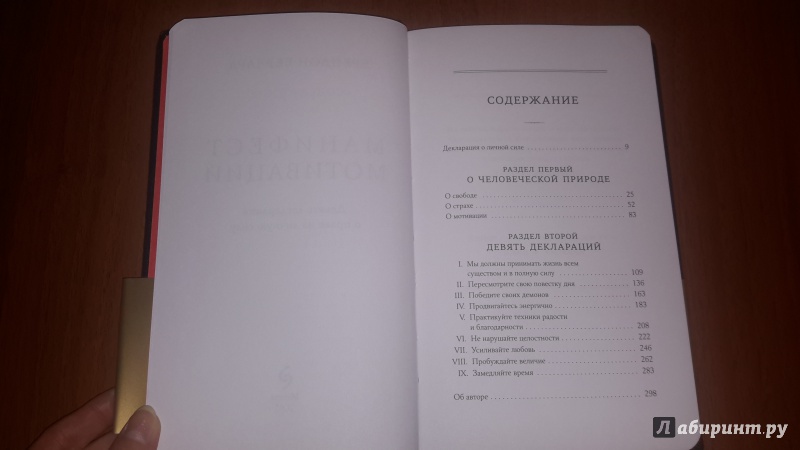 СОДЕРЖАНИЕ
Декларация о личной силе 9
РАЗДЕЛ ПЕРВЫЙ
О ЧЕЛОВЕЧЕСКОЙ ПРИРОДЕ
О свободе 25
О страхе 52
О мотивации 83
РАЗДЕЛ ВТОРОЙ
ДЕВЯТЬ ДЕКЛАРАЦИЙ
I. Мы должны принимать жизнь всем
существом и в полную силу 109
II. Пересмотрите свою повестку дня 136
III. Победите своих демонов 163
IV. Продвигайтесь энергично 183
V. Практикуйте техники радости
и благодарности 208
VI. Не нарушайте целостности 222
VII. Усиливайте любовь 246
VIII. Пробуждайте величие 262
IX. Замедляйте время 283
Об авторе 298
Лабиринт.ру